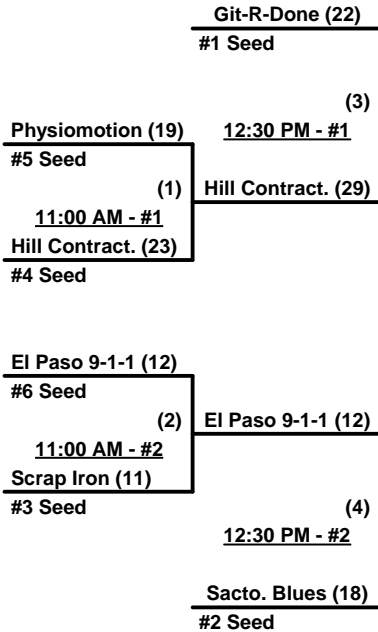 Git-R-Done (22)
#1 Seed
(3)
Physiomotion (19)
12:30 PM - #1
#5 Seed
(1)
Hill Contract. (29)
11:00 AM - #1
Hill Contract. (23)
#4 Seed
El Paso 9-1-1 (12)
#6 Seed
(2)
El Paso 9-1-1 (12)
11:00 AM - #2
Scrap Iron (11)
#3 Seed
(4)
12:30 PM - #2
Sacto. Blues (18)
#2 Seed